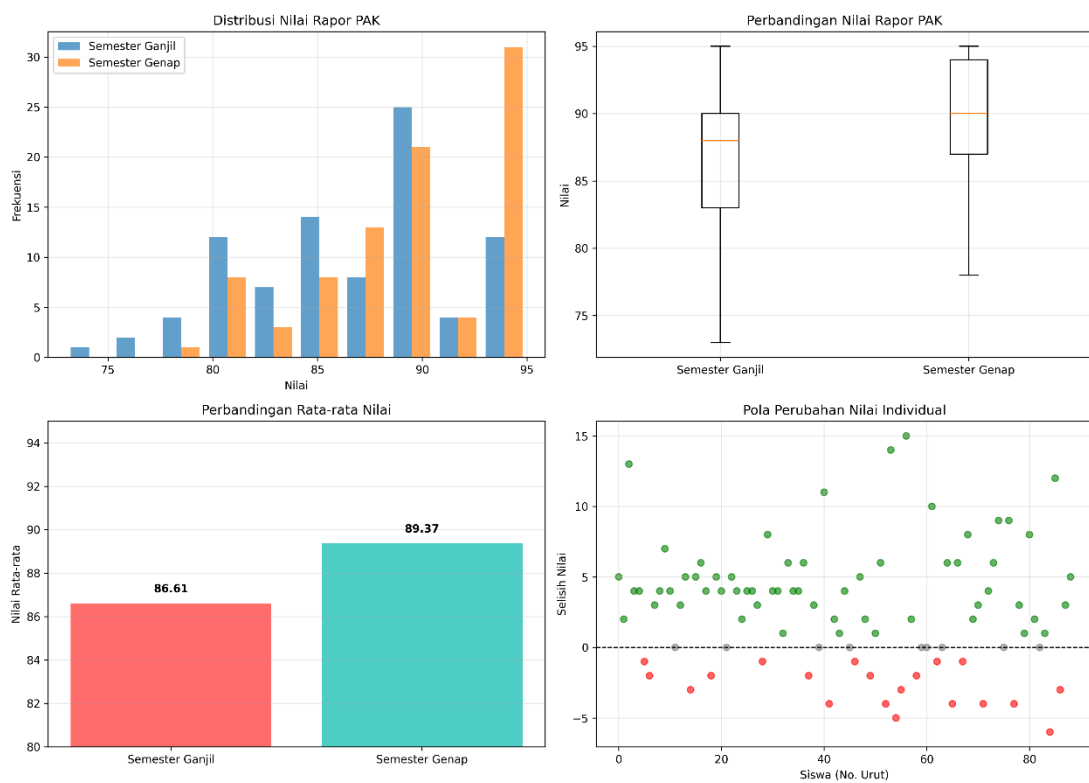 Distribusi Nilai Rapor PAK
Semester Ganjil
Semester Genap
Frekuensi
30
25
20
15
10
5
0
75
80
85
90
95
Nilai
Perbandingan Nilai Rapor PAK
Nilai
95
90
85
80
75
Semester Ganjil
Semester Genap
Perbandingan Rata-rata Nilai
Nilai Rata-rata
94
92
90
88
86
84
82
80
86.61
89.37
Semester Ganjil
Semester Genap
Pola Perubahan Nilai Individual
Selisih Nilai
15
10
5
0
−5
0
20
40
60
80
Siswa (No. Urut)